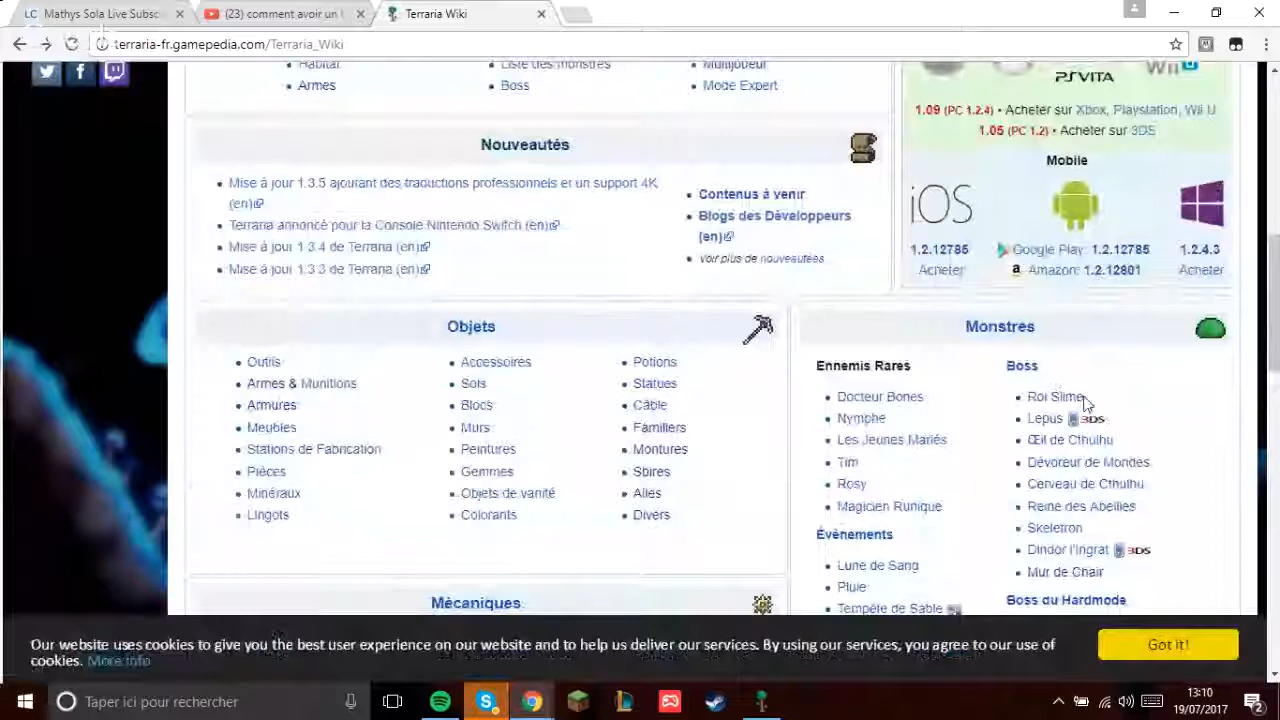 LC Mathys Sola Live Subsc
(23) comment avoir un
Terraria Wiki
terraria-fr.gamepedia.com/Terraria_Wiki
Habitat
Liste des monstres
Multijoueur
Armes
Boss
Mode Expert
PSVITA
Wii U
1.09 (PC 1.2.4) • Acheter sur Xbox, Playstation, Wii U
1.05 (PC 1.2) • Acheter sur 3DS
Mobile
iOS
1.2.12785
Acheter
Google Play: 1.2.12785
a Amazon: 1.2.12801
1.2.4.3
Acheter
Nouveautés
Mise à jour 1.3.5 ajoutant des traductions professionnels et un support 4K
(en)
Terraria annoncé pour la Console Nintendo Switch (en)
Mise à jour 1.3.4 de Terraria (en)
Mise à jour 1.3.3 de Terraria (en)
Contenus à venir
Blogs des Développeurs
(en)
Voir plus de nouveautées
Objets
Outils
Armes & Munitions
Armures
Meubles
Stations de Fabrication
Pièces
Minéraux
Lingots
Accessoires
Sols
Blocs
Murs
Peintures
Gemmes
Objets de vanité
Colorants
Potions
Statues
Câble
Familiers
Montures
Sbires
Ailes
Divers
Monstres
Ennemis Rares
Docteur Bones
Nymphe
Les Jeunes Mariés
Tim
Rosy
Magicien Runique
Évènements
Lune de Sang
Pluie
Tempête de Sable
Boss
Roi Slime
Lepus 3DS
Œil de Cthulhu
Dévoreur de Mondes
Cerveau de Cthulhu
Reine des Abeilles
Skeletron
Dindor l'Ingrat 3DS
Mur de Chair
Boss du Hardmode
Mécaniques
Our website uses cookies to give you the best user experience on our website and to help us deliver our services. By using our services, you agree to our use of
cookies. More info
Got it!
Taper ici pour rechercher
13:10
19/07/2017
2